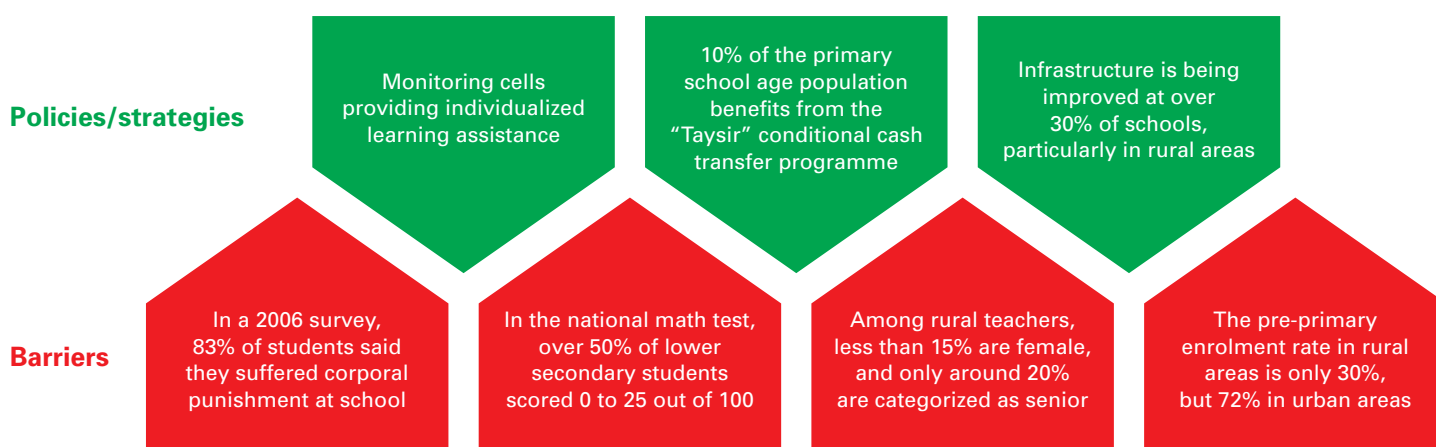 Policies/strategies
Monitoring cells
providing individualized
learning assistance
10% of the primary
school age population
benefits from the
“Taysir” conditional cash
transfer programme
Infrastructure is being
improved at over
30% of schools,
particularly in rural areas
Barriers
In a 2006 survey,
83% of students said
they suffered corporal
punishment at school
In the national math test,
over 50% of lower
secondary students
scored 0 to 25 out of 100
Among rural teachers,
less than 15% are female,
and only around 20%
are categorized as senior
The pre-primary
enrolment rate in rural
areas is only 30%,
but 72% in urban areas